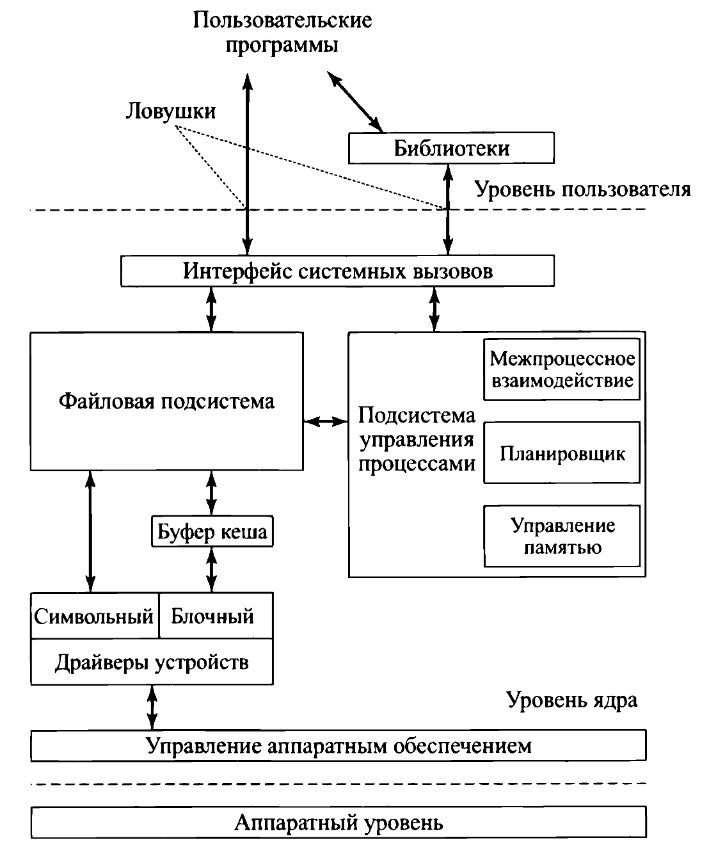 Пользовательские
программы
Ловушки
Библиотеки
Уровень пользователя
Интерфейс системных вызовов
Файловая подсистема
Подсистема
управления
процессами
Межпроцессное
взаимодействие
Планировщик
Управление
памятью
Буфер кеша
Символьный
Блочный
Драйверы устройств
Уровень ядра
Управление аппаратным обеспечением
Аппаратный уровень